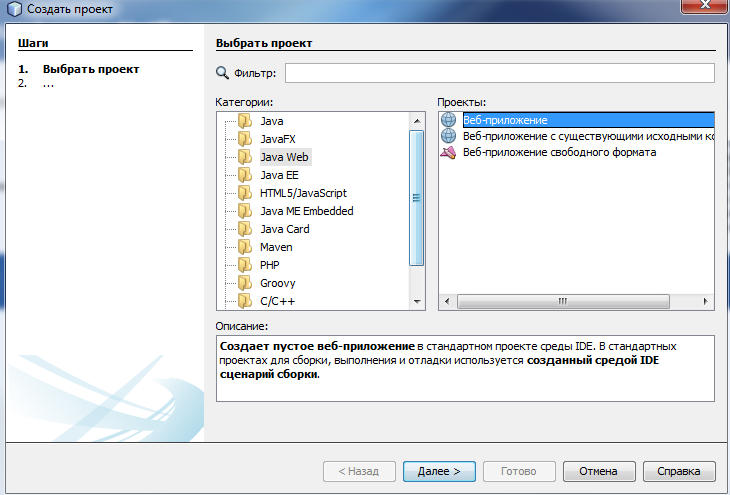 Создать проект
Шаги
1. Выбрать проект
2. ...
Выбрать проект
Фильтр:
Категории:
Java
JavaFX
Java Web
Java EE
HTML5/JavaScript
Java ME Embedded
Java Card
Maven
PHP
Groovy
C/C++
Проекты:
Веб-приложение
Веб-приложение с существующими исходными ко
Веб-приложение свободного формата
Описание:
Создает пустое веб-приложение в стандартном проекте среды IDE. В стандартных
проектах для сборки, выполнения и отладки используется созданный средой IDE
сценарий сборки.
< Назад
Далее >
Готово
Отмена
Справка